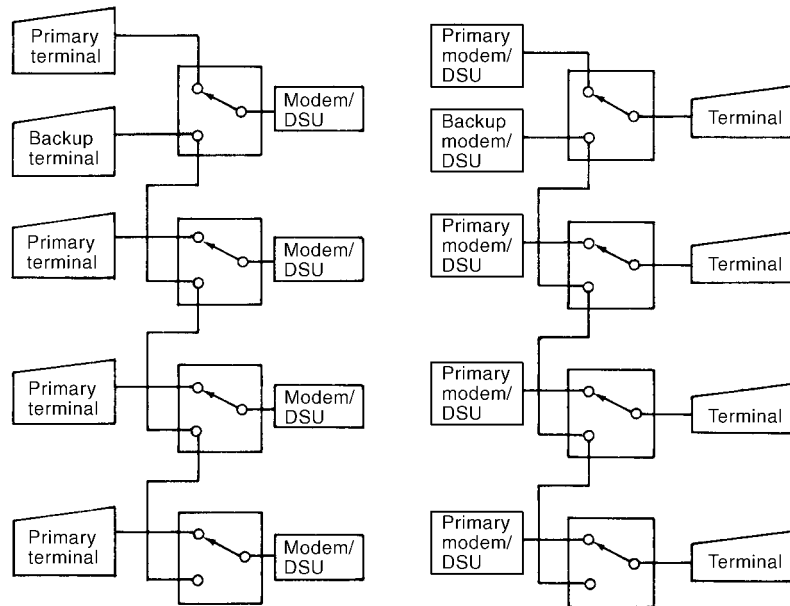 Primary
terminal
Modem/
DSU
Backup
terminal
Primary
terminal
Modem/
DSU
Primary
terminal
Modem/
DSU
Primary
terminal
Modem/
DSU
Primary
modem/
DSU
Terminal
Backup
modem/
DSU
Primary
modem/
DSU
Terminal
Primary
modem/
DSU
Terminal
Primary
modem/
DSU
Terminal